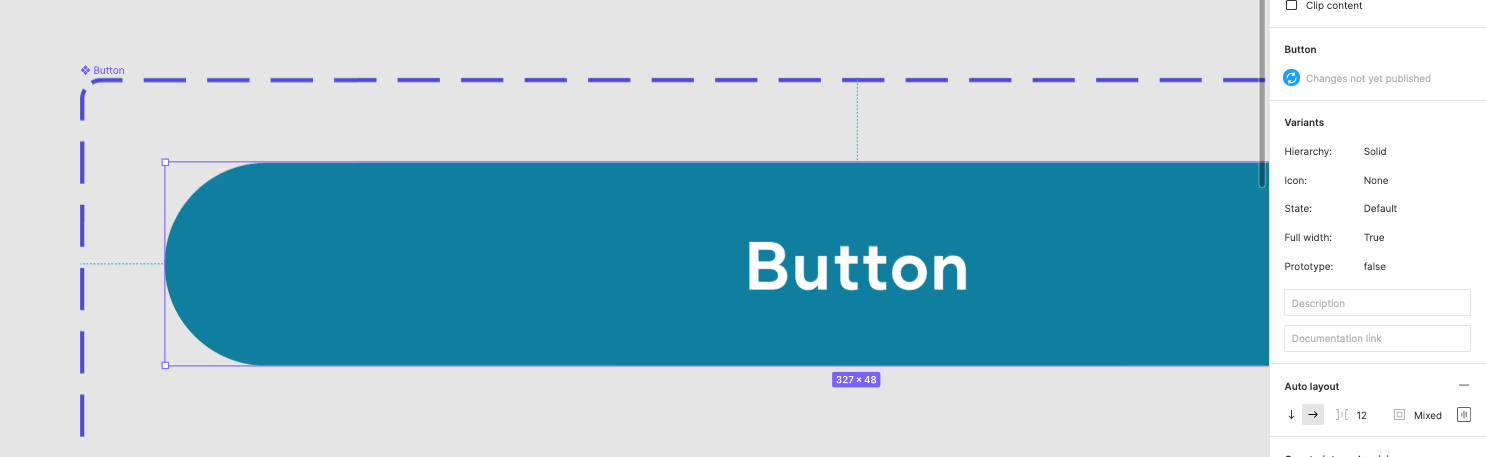 Clip content
Button
Button
Changes not yet published
Variants
Hierarchy: Solid
Icon: None
State: Default
Full width: True
Prototype: false
Button
Description
Documentation link
327 × 48
Auto layout
12 Mixed